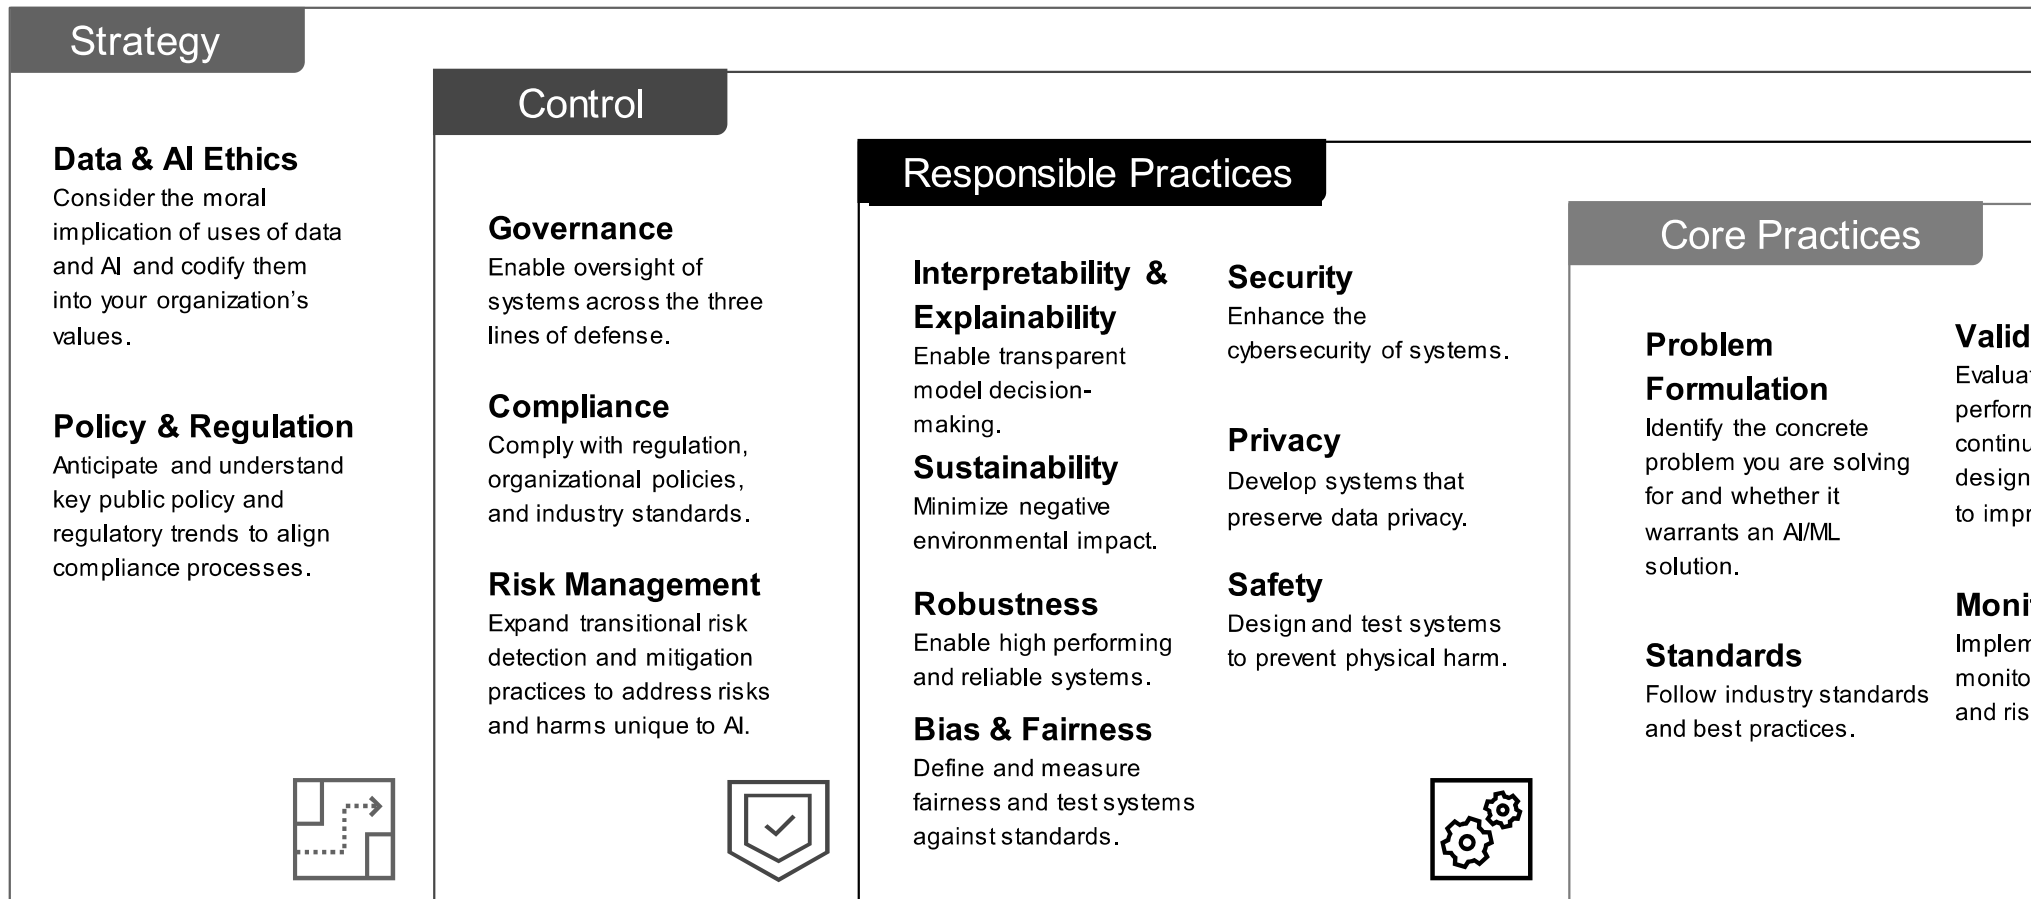 Strategy
Data & AI Ethics
Consider the moral
implication of uses of data
and AI and codify them
into your organization's
values.
Policy & Regulation
Anticipate and understand
key public policy and
regulatory trends to align
compliance processes.
Control
Governance
Enable oversight of
systems across the three
lines of defense.
Compliance
Comply with regulation,
organizational policies,
and industry standards.
Risk Management
Expand transitional risk
detection and mitigation
practices to address risks
and harms unique to AI.
Responsible Practices
Interpretability &
Explainability
Enable transparent
model decision-
making.
Sustainability
Minimize negative
environmental impact.
Robustness
Enable high performing
and reliable systems.
Bias & Fairness
Define and measure
fairness and test systems
against standards.
Security
Enhance the
cybersecurity of systems.
Privacy
Develop systems that
preserve data privacy.
Safety
Design and test systems
to prevent physical harm.
Core Practices
Problem
Formulation
Identify the concrete
problem you are solving
for and whether it
warrants an AI/ML
solution.
Standards
Follow industry standards
and best practices.
design
to
and